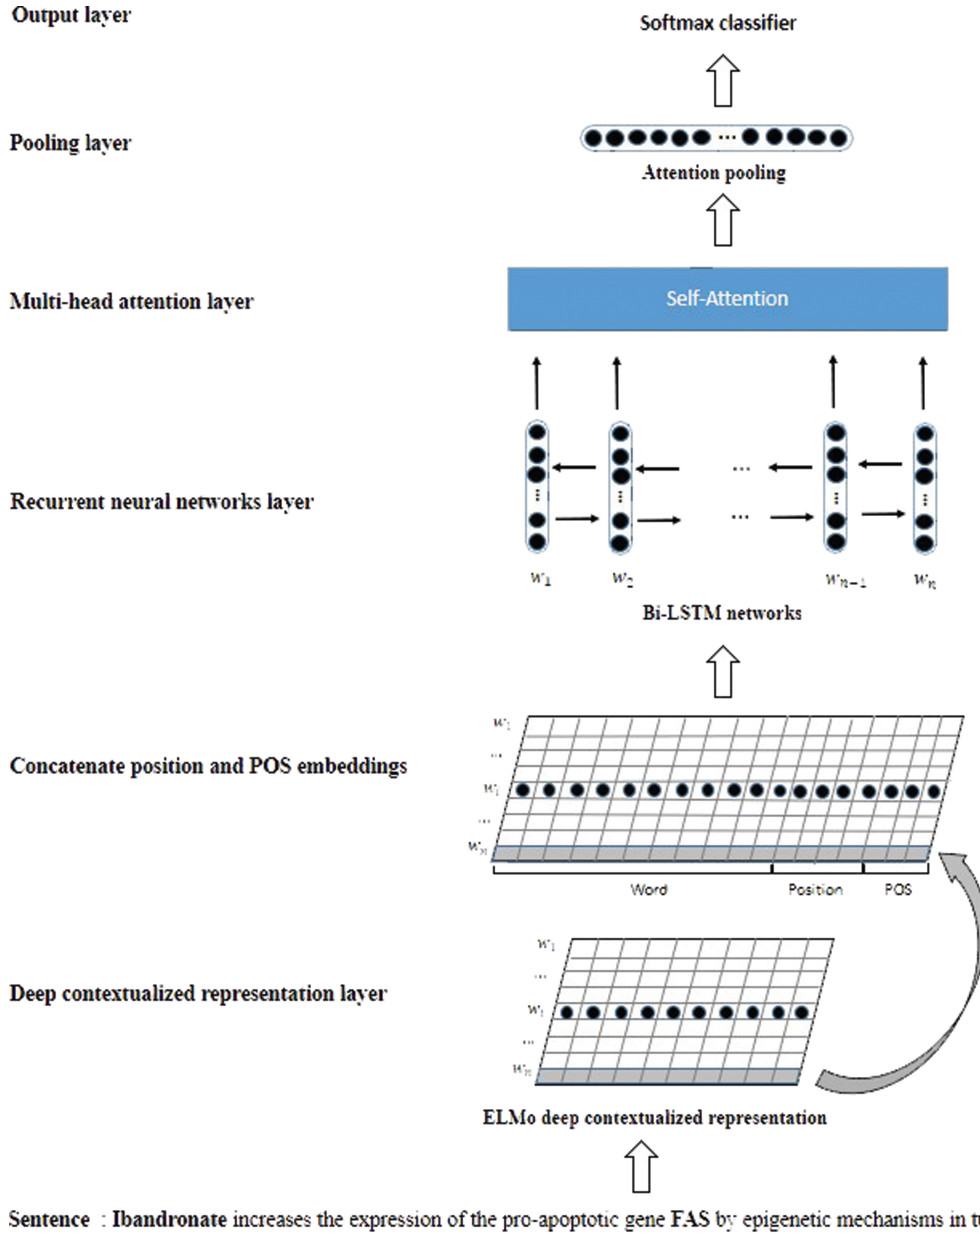 Output layer
Softmax classifier
Pooling layer
...
Attention pooling
Multi-head attention layer
Self-Attention
Recurrent neural networks layer
... ...
w1 w2 wn−1 wn
Bi-LSTM networks
Concatenate position and POS embeddings
w1
...
wi
...
wn
Word Position POS
Deep contextualized representation layer
w1
...
wi
...
wn
ELMo deep contextualized representation
Sentence : Ibandronate increases the expression of the pro-apoptotic gene FAS by epigenetic mechanisms in